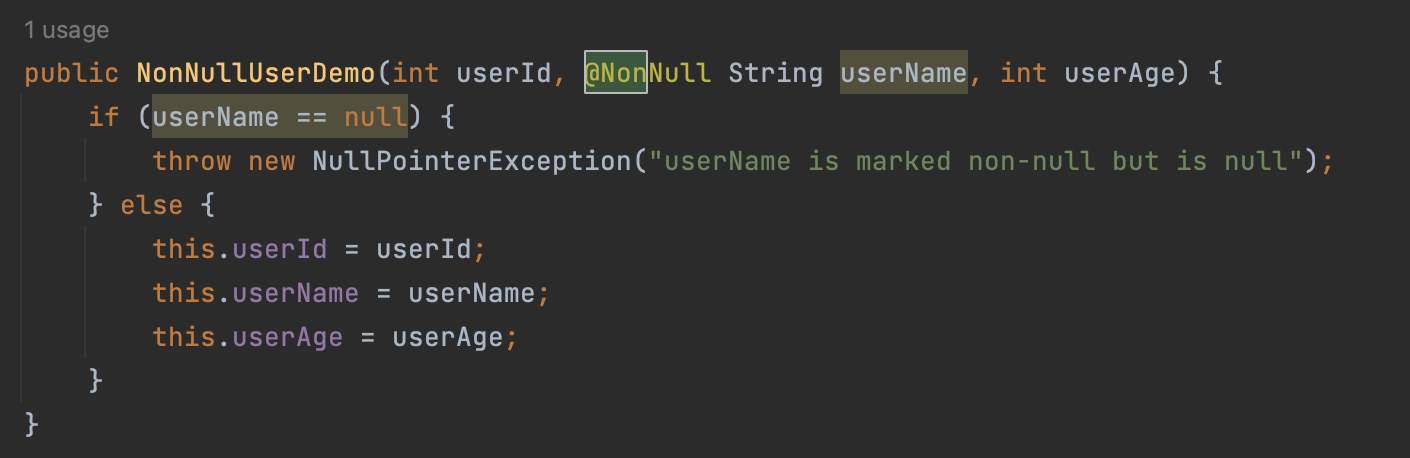 1 usage
public NonNullUserDemo(int userId, @NonNull String userName, int userAge) {
    if (userName == null) {
        throw new NullPointerException("userName is marked non-null but is null");
    } else {
        this.userId = userId;
        this.userName = userName;
        this.userAge = userAge;
    }
}